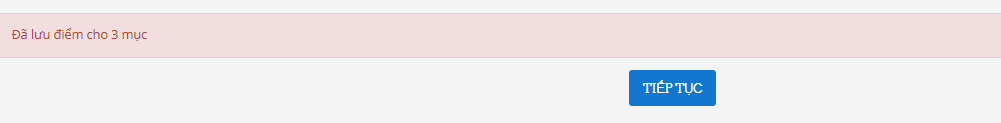 Đã lưu điểm cho 3 mục
TIẾP TỤC